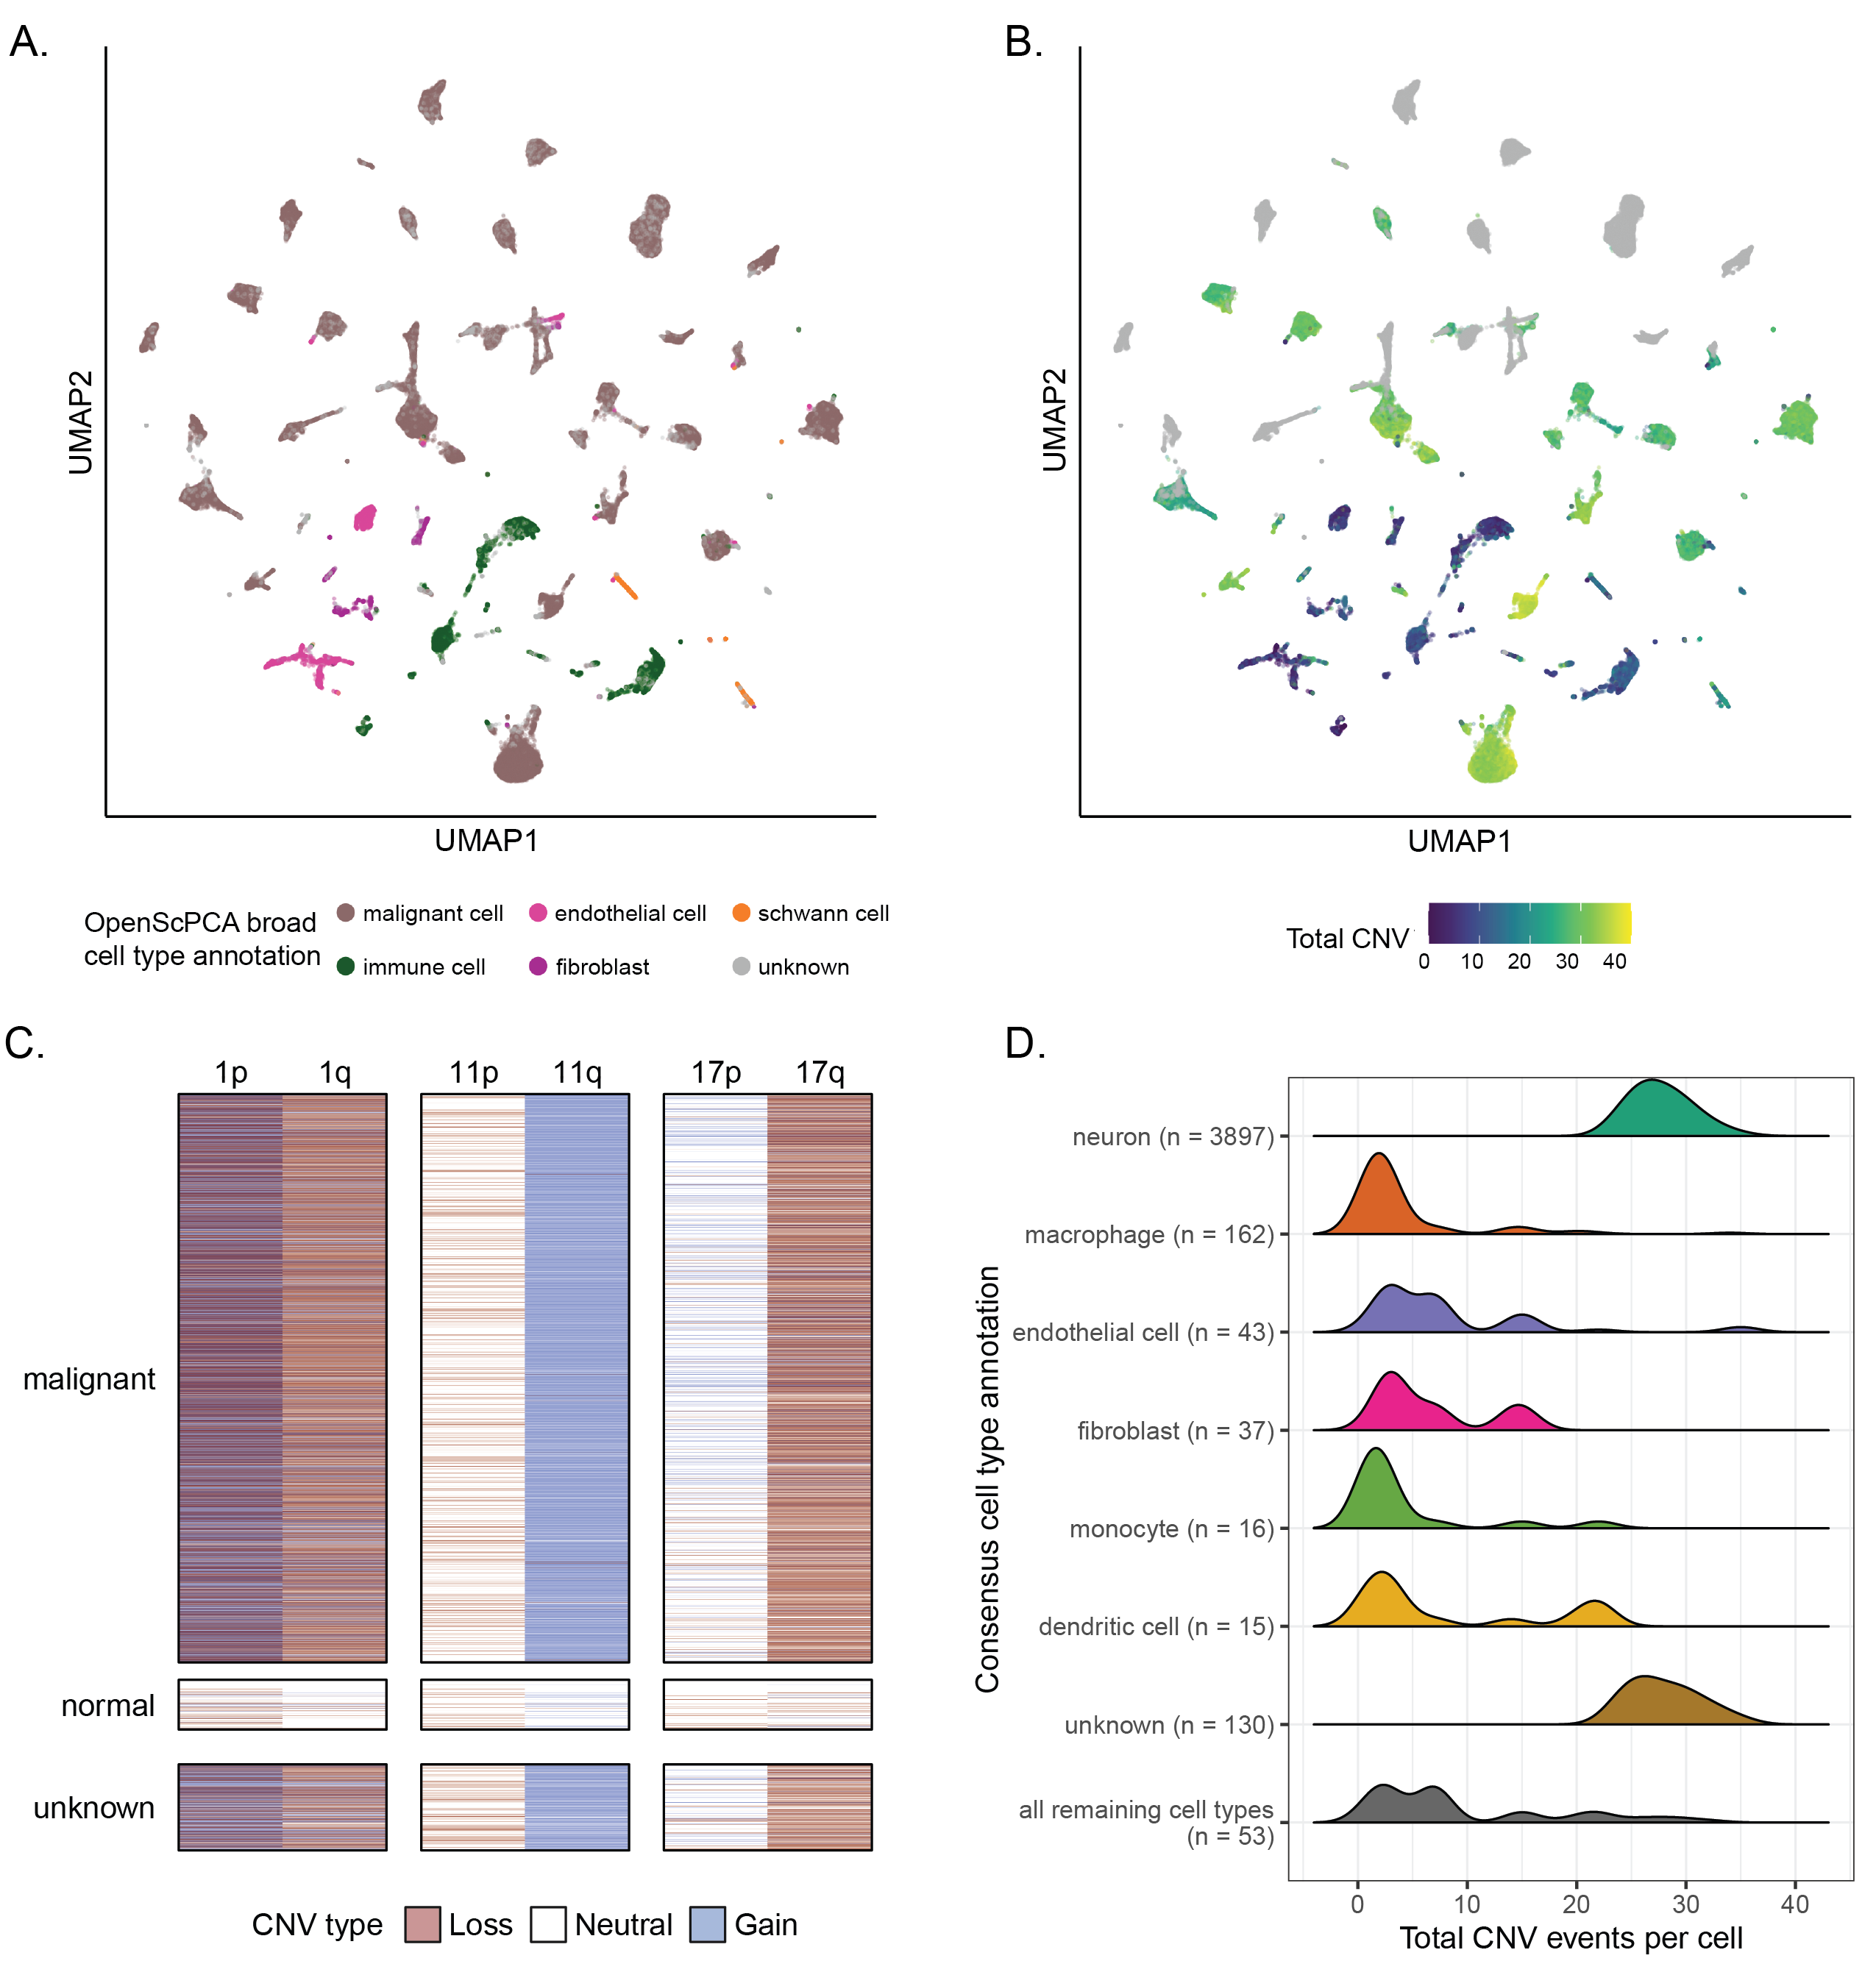 A.
UMAP2
UMAP1
OpenScPCA broad
cell type annotation
malignant cell
endothelial cell
schwann cell
immune cell
fibroblast
unknown
B.
UMAP2
UMAP1
Total CNV
0 10 20 30 40
C.
1p 1q 11p 11q 17p 17q
malignant
normal
unknown
CNV type Loss Neutral Gain
D.
Consensus cell type annotation
neuron (n = 3897)
macrophage (n = 162)
endothelial cell (n = 43)
fibroblast (n = 37)
monocyte (n = 16)
dendritic cell (n = 15)
unknown (n = 130)
all remaining cell types
(n = 53)
0 10 20 30 40
Total CNV events per cell